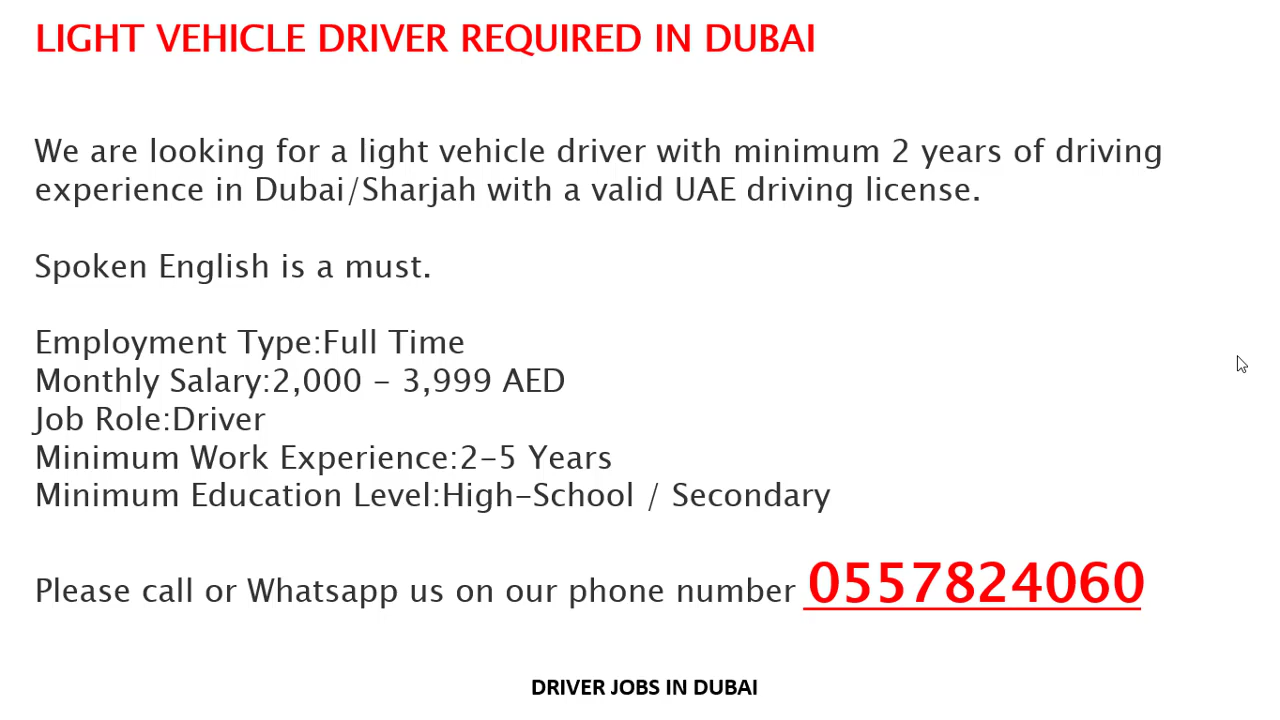 LIGHT VEHICLE DRIVER REQUIRED IN DUBAI
We are looking for a light vehicle driver with minimum 2 years of driving
experience in Dubai/Sharjah with a valid UAE driving license.
Spoken English is a must.
Employment Type:Full Time
Monthly Salary:2,000 – 3,999 AED
Job Role:Driver
Minimum Work Experience:2–5 Years
Minimum Education Level:High–School / Secondary
Please call or Whatsapp us on our phone number 0557824060
DRIVER JOBS IN DUBAI